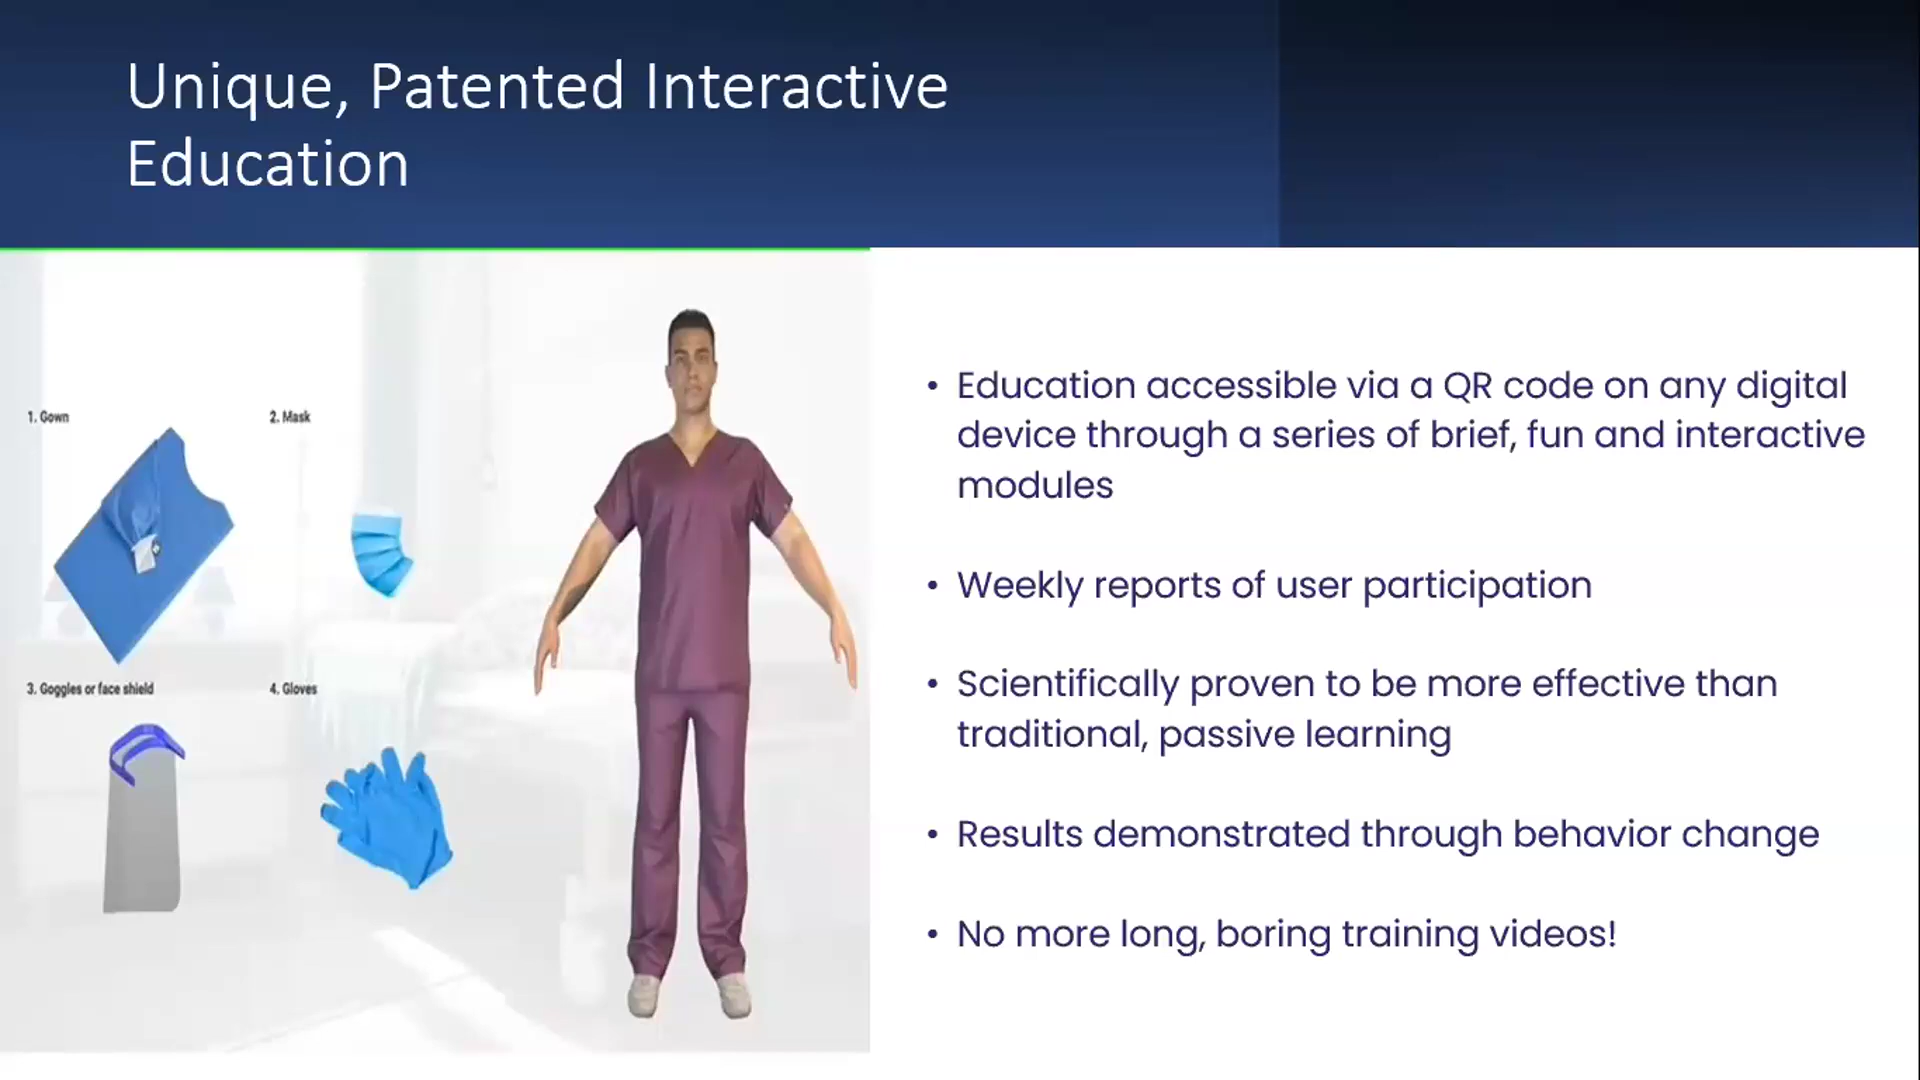 Unique, Patented Interactive
Education
1. Gown
2. Mask
3. Goggles or face shield
4. Gloves
• Education accessible via a QR code on any digital
device through a series of brief, fun and interactive
modules
• Weekly reports of user participation
• Scientifically proven to be more effective than
traditional, passive learning
• Results demonstrated through behavior change
• No more long, boring training videos!